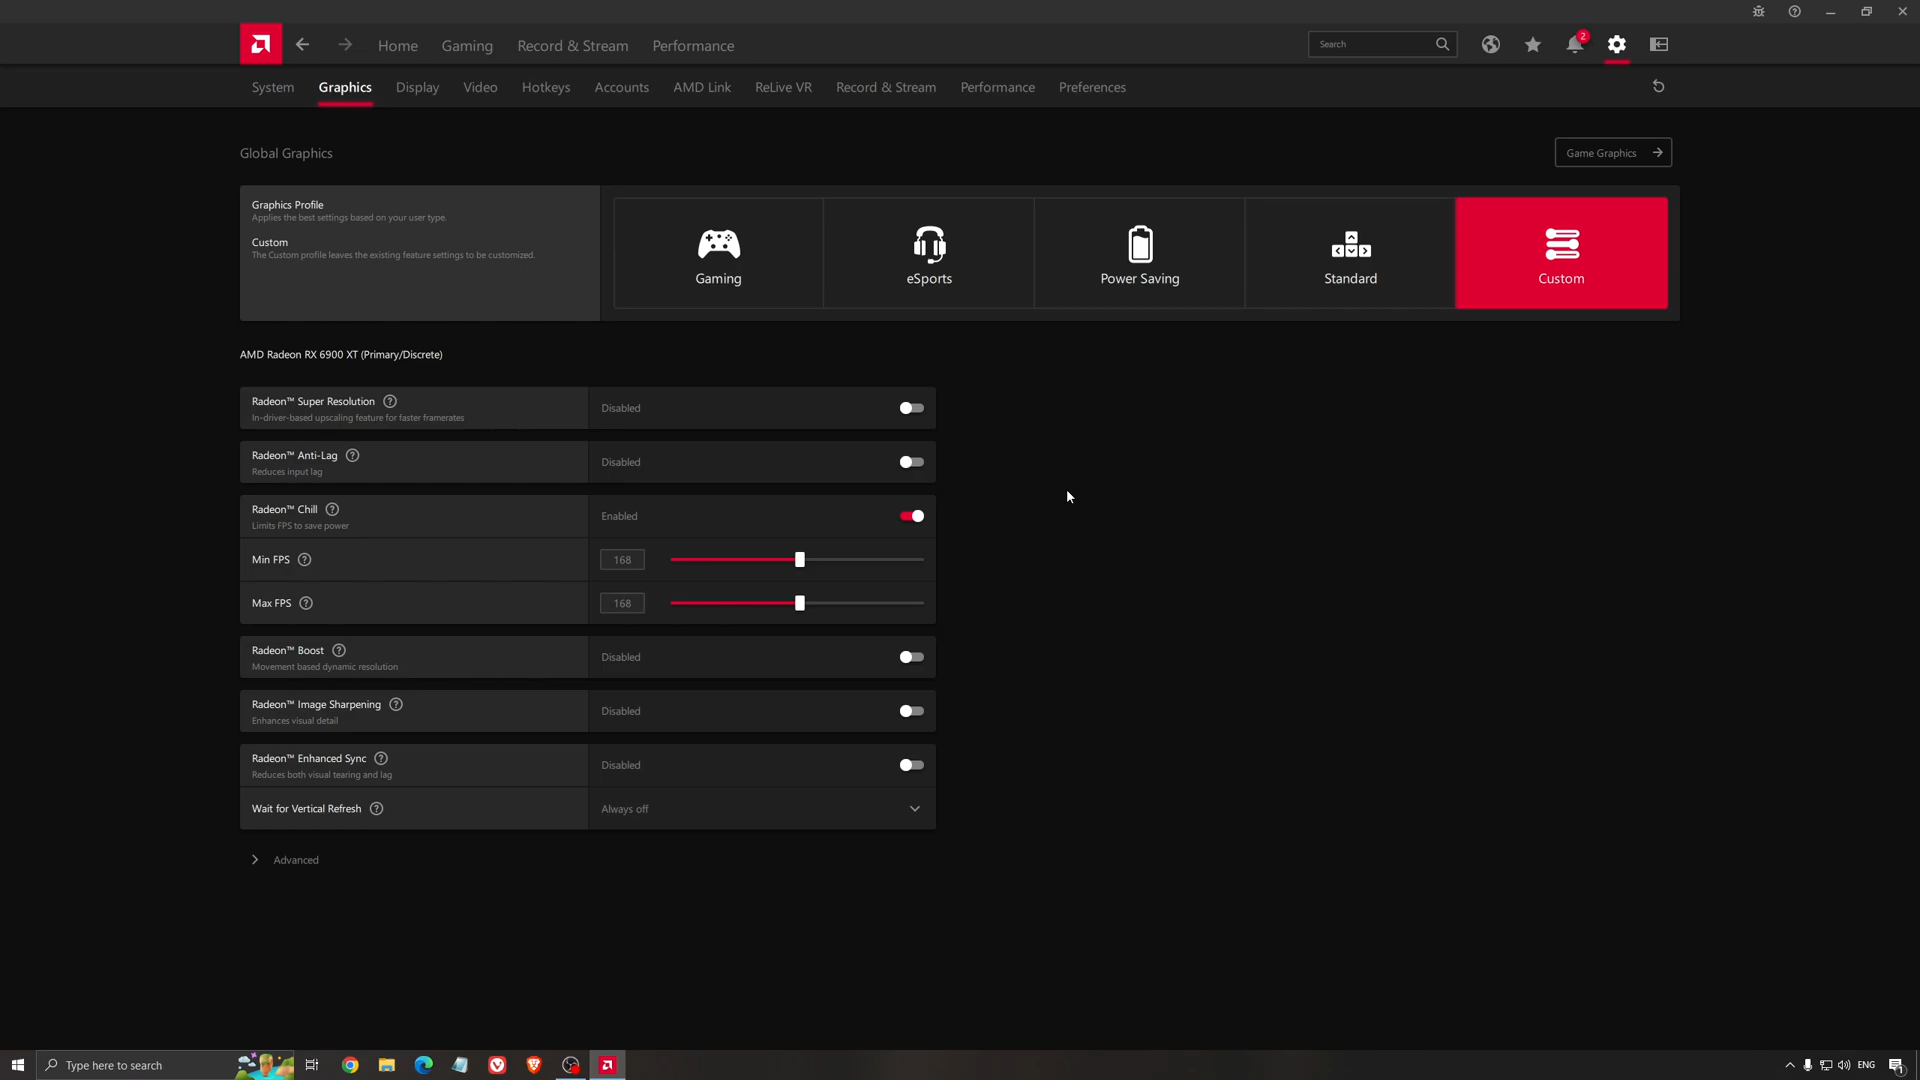 Home Gaming Record & Stream Performance Search 2
System Graphics Display Video Hotkeys Accounts AMD Link ReLive VR Record & Stream Performance Preferences
Global Graphics Game Graphics
Graphics Profile
Applies the best settings based on your user type.
Custom
The Custom profile leaves the existing feature settings to be customized.
Gaming eSports Power Saving Standard Custom
AMD Radeon RX 6900 XT (Primary/Discrete)
Radeon™ Super Resolution ?
In-driver-based upscaling feature for faster framerates
Disabled
Radeon™ Anti-Lag ?
Reduces input lag
Disabled
Radeon™ Chill ?
Limits FPS to save power
Enabled
Min FPS ? 168
Max FPS ? 168
Radeon™ Boost ?
Movement based dynamic resolution
Disabled
Radeon™ Image Sharpening ?
Enhances visual detail
Disabled
Radeon™ Enhanced Sync ?
Reduces both visual tearing and lag
Disabled
Wait for Vertical Refresh ? Always off
Advanced
Type here to search ENG 1